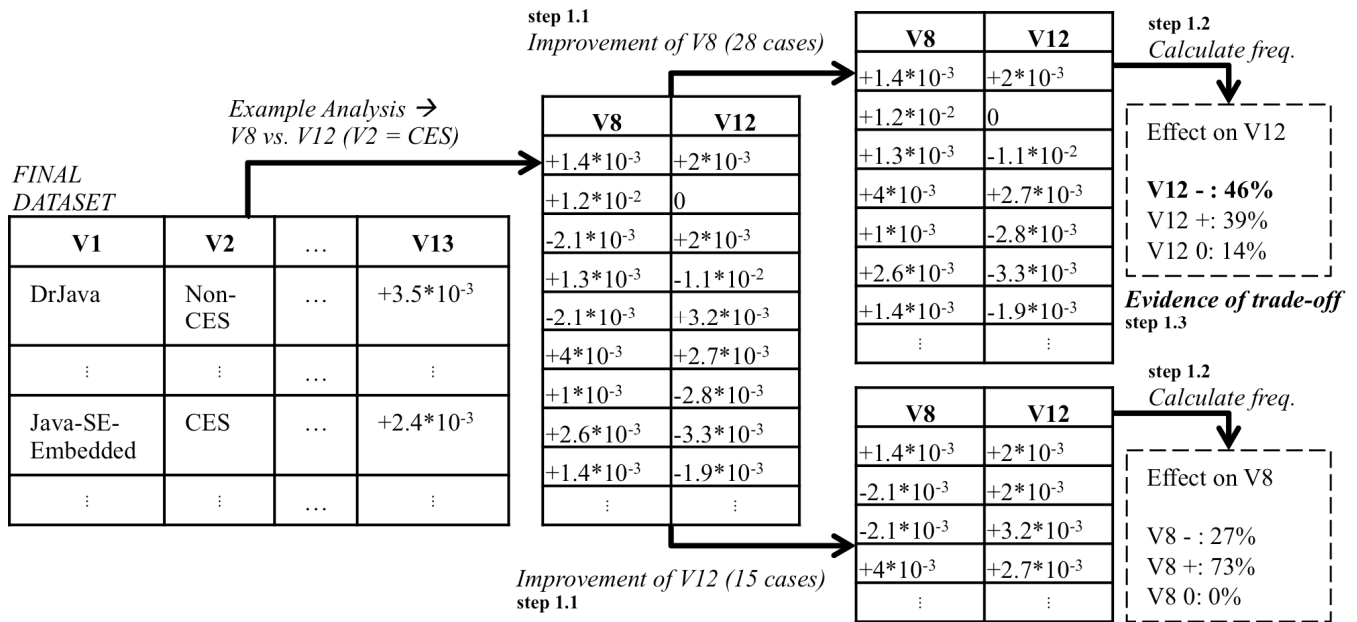 step 1.1
Improvement of V8 (28 cases)
Example Analysis →
V8 vs. V12 (V2 = CES)
FINAL
DATASET
V1 V2 … V13
DrJava Non-CES … +3.5*10-3
⋮ ⋮ … ⋮
Java-SE-Embedded CES … +2.4*10-3
⋮ ⋮ … ⋮
V8 V12
+1.4*10-3 +2*10-3
+1.2*10-2 0
-2.1*10-3 +2*10-3
+1.3*10-3 -1.1*10-2
-2.1*10-3 +3.2*10-3
+4*10-3 +2.7*10-3
+1*10-3 -2.8*10-3
+2.6*10-3 -3.3*10-3
+1.4*10-3 -1.9*10-3
⋮ ⋮
Improvement of V12 (15 cases)
step 1.1
V8 V12
+1.4*10-3 +2*10-3
+1.2*10-2 0
+1.3*10-3 -1.1*10-2
+4*10-3 +2.7*10-3
+1*10-3 -2.8*10-3
+2.6*10-3 -3.3*10-3
+1.4*10-3 -1.9*10-3
⋮ ⋮
step 1.2
Calculate freq.
Effect on V12
V12 - : 46%
V12 +: 39%
V12 0: 14%
Evidence of trade-off
step 1.3
V8 V12
+1.4*10-3 +2*10-3
-2.1*10-3 +2*10-3
-2.1*10-3 +3.2*10-3
+4*10-3 +2.7*10-3
⋮ ⋮
step 1.2
Calculate freq.
Effect on V8
V8 - : 27%
V8 +: 73%
V8 0: 0%